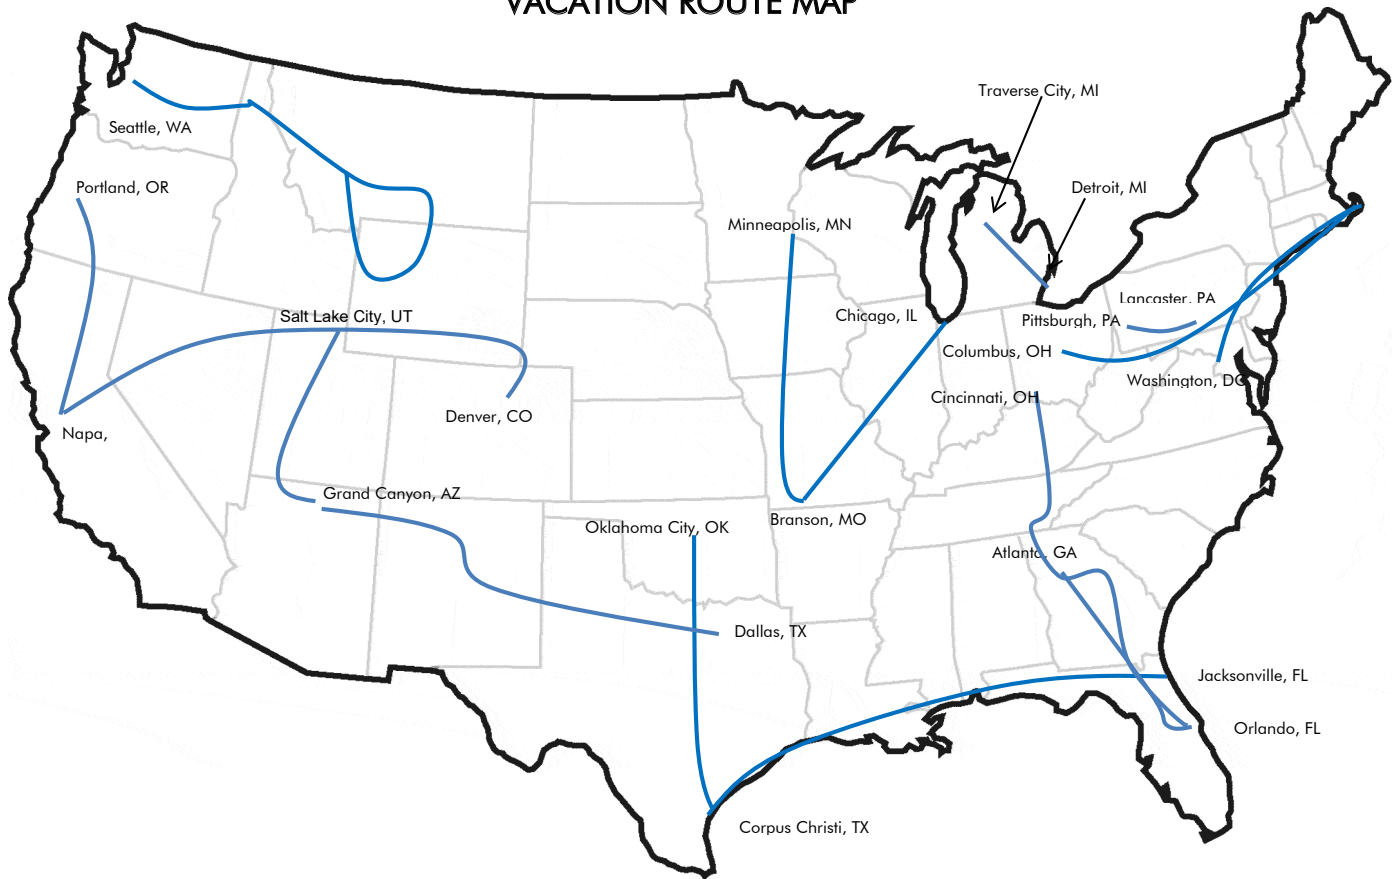 VACATION ROUTE MAP
Traverse City, MI
Seattle, WA
Portland, OR
Detroit, MI
Minneapolis, MN
Lancaster, PA
Salt Lake City, UT
Chicago, IL
Pittsburgh, PA
Columbus, OH
Washington, DC
Cincinnati, OH
Denver, CO
Napa,
Grand Canyon, AZ
Branson, MO
Oklahoma City, OK
Atlanta, GA
Dallas, TX
Jacksonville, FL
Orlando, FL
Corpus Christi, TX